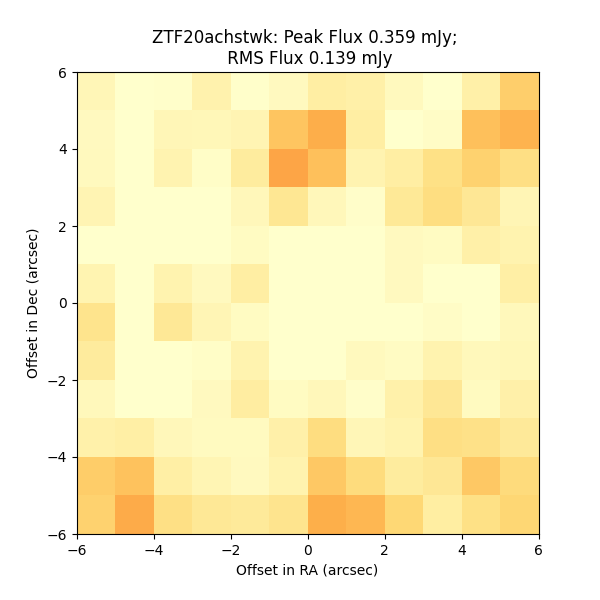 ZTF20achstwk: Peak Flux 0.359 mJy;
RMS Flux 0.139 mJy
6
4
2
0
−2
−4
−6
Offset in Dec (arcsec)
−6 −4 −2 0 2 4 6
Offset in RA (arcsec)